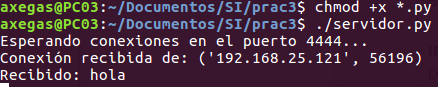 axegas@PC03:~/Documentos/SI/prac3$ chmod +x *.py
axegas@PC03:~/Documentos/SI/prac3$ ./servidor.py
Esperando conexiones en el puerto 4444...
Conexión recibida de: ('192.168.25.121', 56196)
Recibido: hola